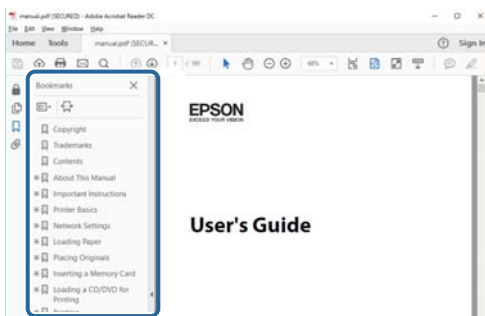 manual.pdf (SECURED) - Adobe Acrobat Reader DC
File Edit View Window Help
Home Tools manual.pdf (SECUR... ×
Sign In
Bookmarks
EPSON
EXCEED YOUR VISION
Copyright
Trademarks
Contents
About This Manual
Important Instructions
Printer Basics
Network Settings
User's Guide
Loading Paper
Placing Originals
Inserting a Memory Card
Loading a CD/DVD for
Printing